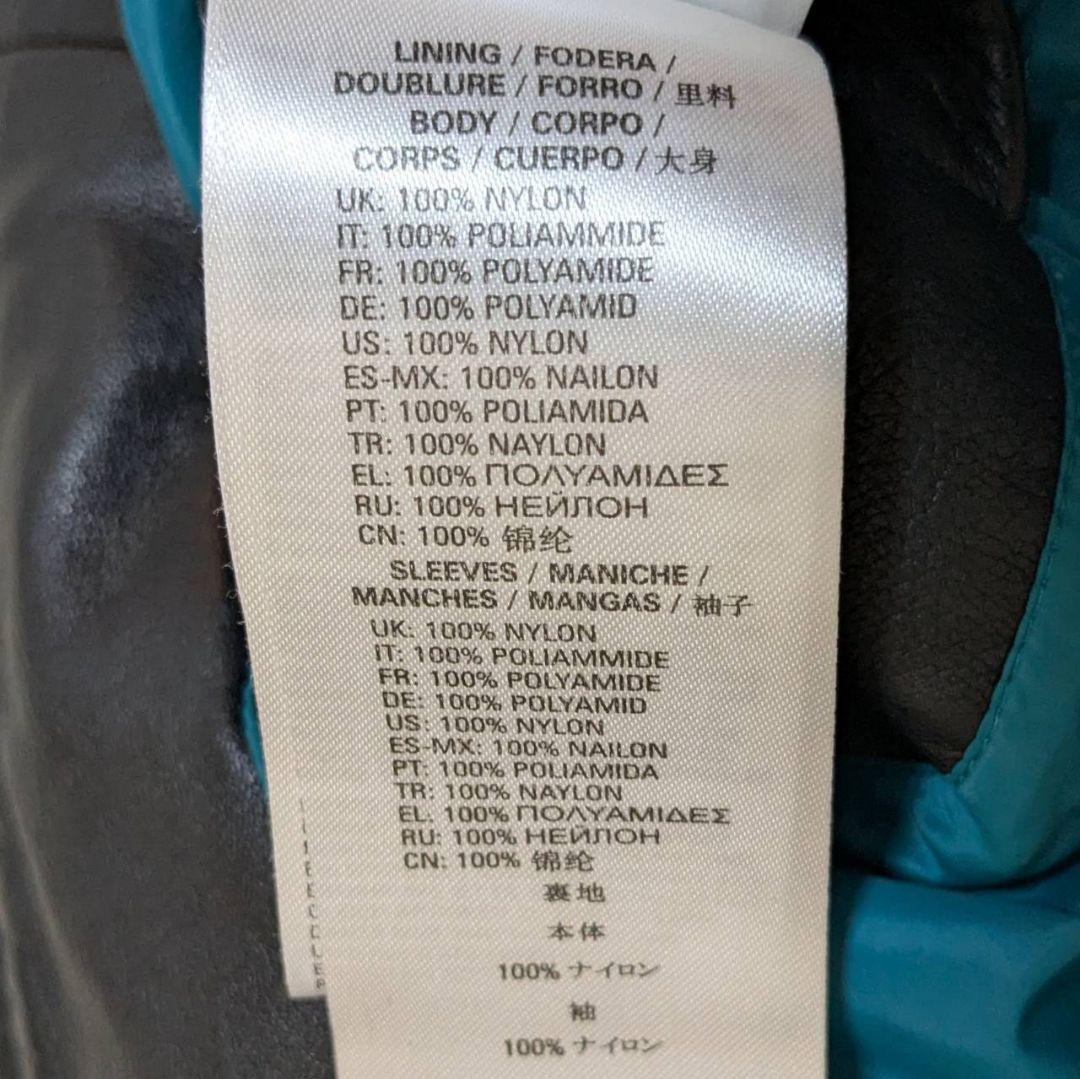 LINING / FODERA /
DOUBLURE / FORRO / 里料
BODY / CORPO /
CORPS / CUERPO / 大身
UK: 100% NYLON
IT: 100% POLIAMMIDE
FR: 100% POLYAMIDE
DE: 100% POLYAMID
US: 100% NYLON
ES-MX: 100% NAILON
PT: 100% POLIAMIDA
TR: 100% NAYLON
EL: 100% ΠΟΛΥΑΜΙΔΕΣ
RU: 100% НЕЙЛОН
CN: 100% 锦纶
SLEEVES / MANICHE /
MANCHES / MANGAS / 袖子
UK: 100% NYLON
IT: 100% POLIAMMIDE
FR: 100% POLYAMIDE
DE: 100% POLYAMID
US: 100% NYLON
ES-MX: 100% NAILON
PT: 100% POLIAMIDA
TR: 100% NAYLON
EL: 100% ΠΟΛΥΑΜΙΔΕΣ
RU: 100% НЕЙЛОН
CN: 100% 锦纶
裏地
本体
100% ナイロン
袖
100% ナイロン